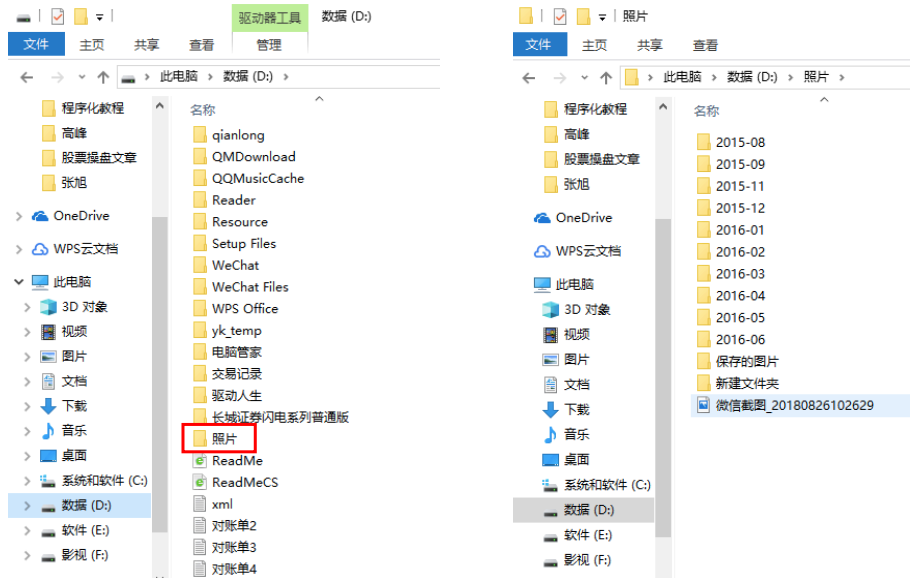 驱动器工具 数据 (D:)
文件 主页 共享 查看 管理
此电脑 数据 (D:)
程序化教程
高峰
股票操盘文章
张旭
OneDrive
WPS云文档
此电脑
3D 对象
视频
图片
文档
下载
音乐
桌面
系统和软件 (C:)
数据 (D:)
软件 (E:)
影视 (F:)
名称
qianlong
QMDownload
QQMusicCache
Reader
Resource
Setup Files
WeChat
WeChat Files
WPS Office
yk_temp
电脑管家
交易记录
驱动人生
长城证券闪电系列普通版
照片
ReadMe
ReadMeCS
xml
对账单2
对账单3
对账单4
照片
文件 主页 共享 查看
此电脑 数据 (D:) 照片
程序化教程
高峰
股票操盘文章
张旭
OneDrive
WPS云文档
此电脑
3D 对象
视频
图片
文档
下载
音乐
桌面
系统和软件 (C:)
数据 (D:)
软件 (E:)
影视 (F:)
名称
2015-08
2015-09
2015-11
2015-12
2016-01
2016-02
2016-03
2016-04
2016-05
2016-06
保存的图片
新建文件夹
微信截图_20180826102629